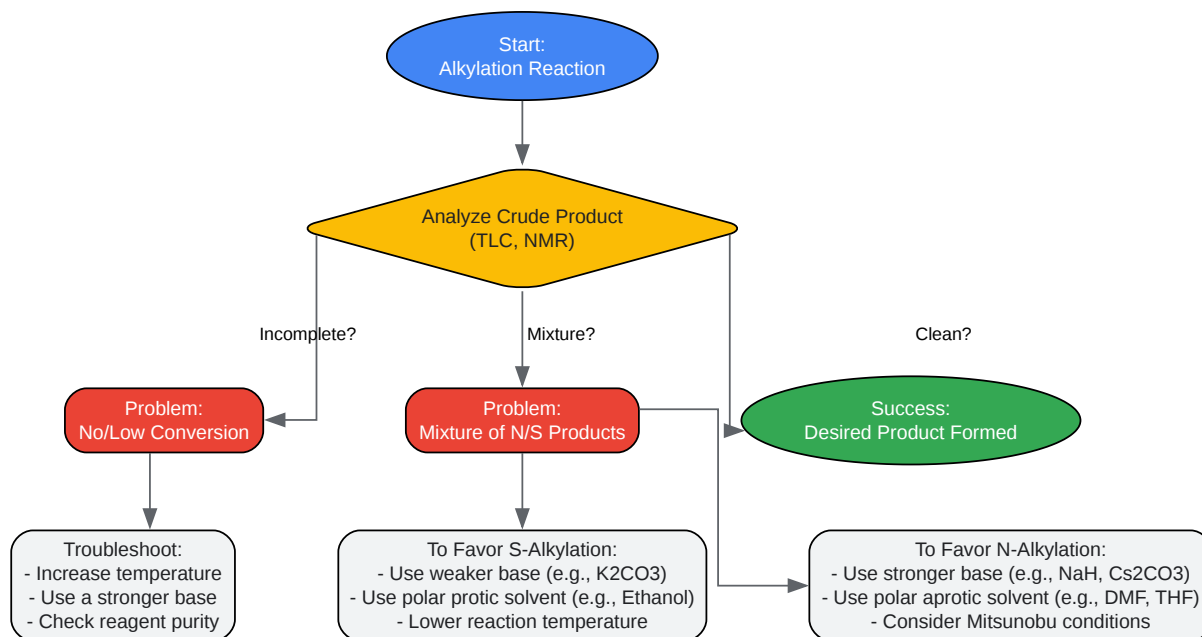 Start:
Alkylation Reaction
Analyze Crude Product
(TLC, NMR)
Incomplete?
Mixture?
Clean?
Problem:
No/Low Conversion
Problem:
Mixture of N/S Products
Success:
Desired Product Formed
Troubleshoot:
- Increase temperature
- Use a stronger base
- Check reagent purity
To Favor S-Alkylation:
- Use weaker base (e.g., K2CO3)
- Use polar protic solvent (e.g., Ethanol)
- Lower reaction temperature
To Favor N-Alkylation:
- Use stronger base (e.g., NaH, Cs2CO3)
- Use polar aprotic solvent (e.g., DMF, THF)
- Consider Mitsunobu conditions